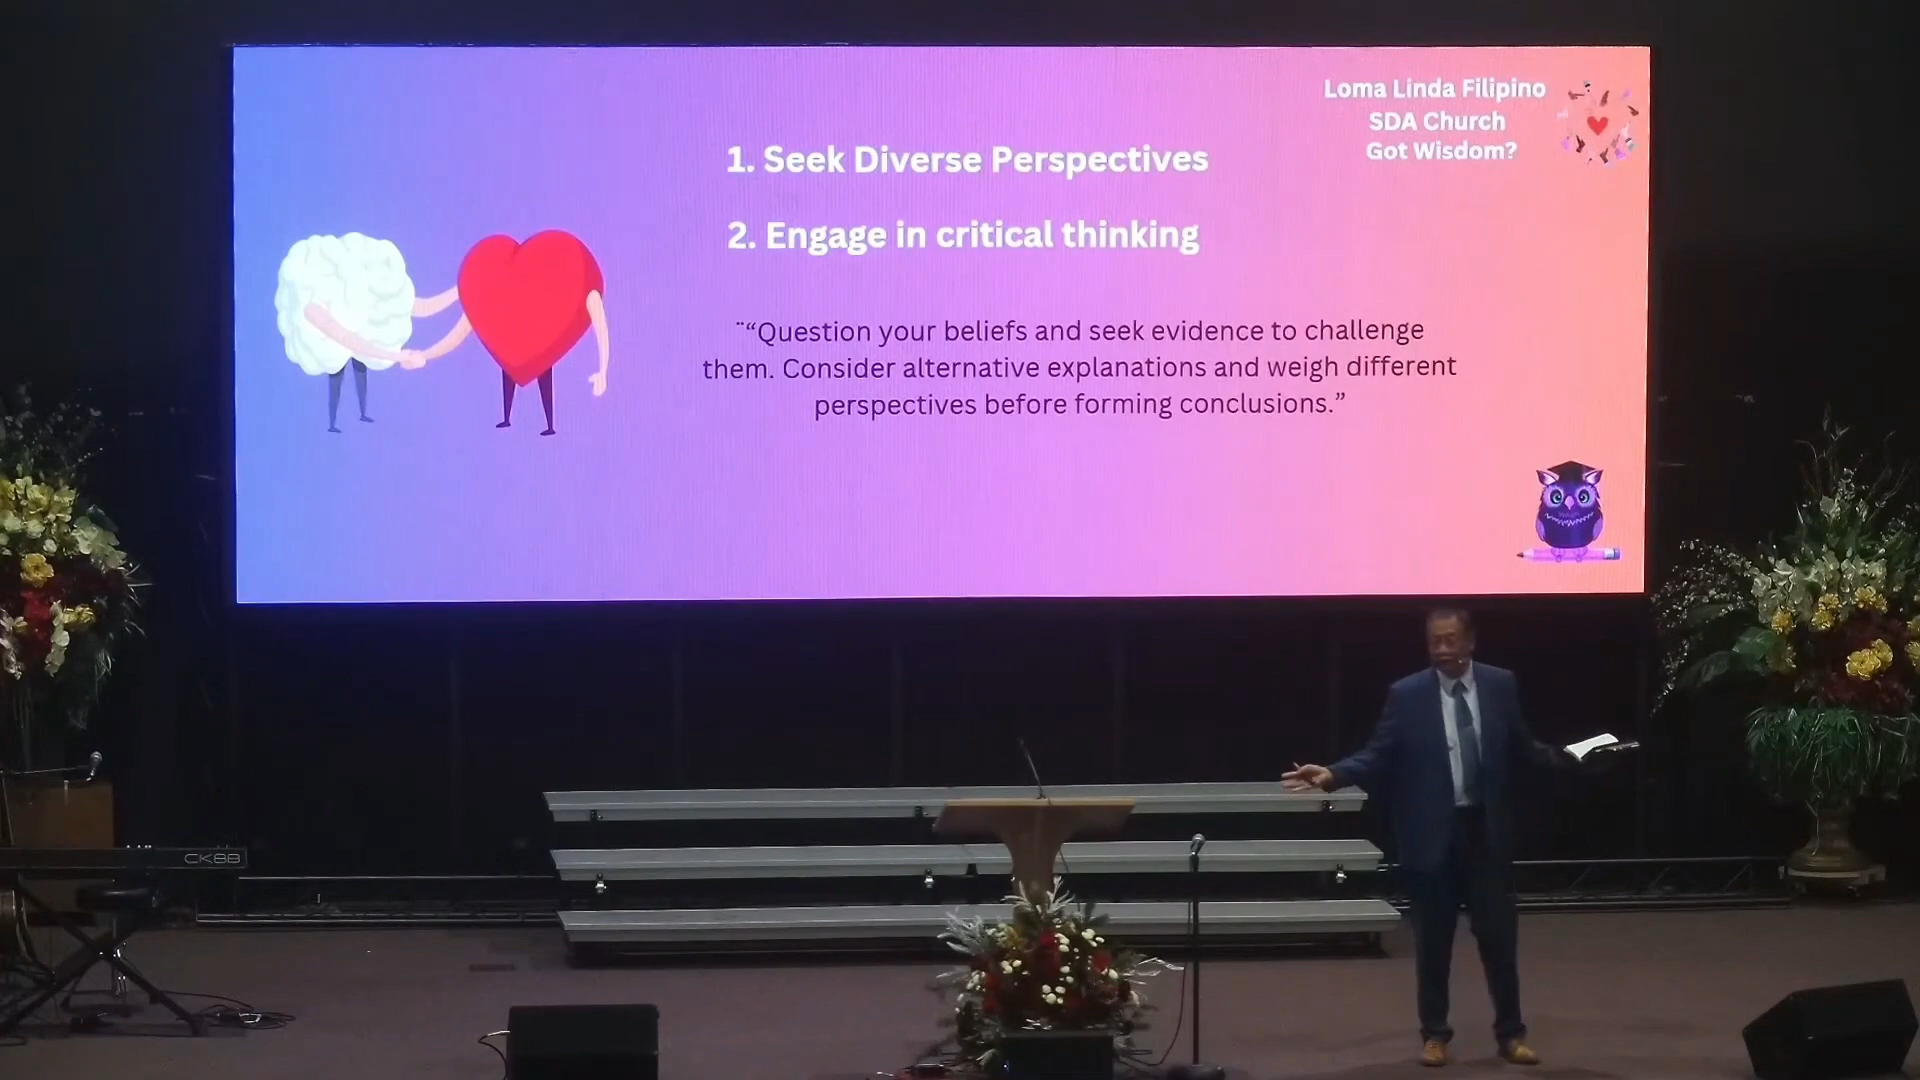 Loma Linda Filipino
SDA Church
Got Wisdom?
1. Seek Diverse Perspectives
2. Engage in critical thinking
¨“Question your beliefs and seek evidence to challenge
them. Consider alternative explanations and weigh different
perspectives before forming conclusions.”
CK88